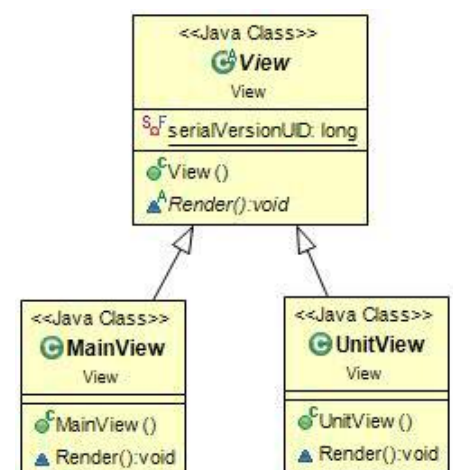 <<Java Class>>
View
View
serialVersionUID: long
View ()
Render():void
<<Java Class>>
MainView
View
MainView ()
Render():void
<<Java Class>>
UnitView
View
UnitView ()
Render():void